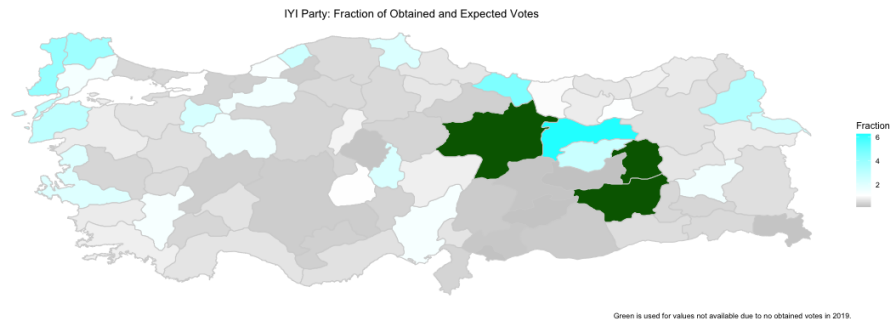 IYI Party: Fraction of Obtained and Expected Votes
Fraction
6
4
2
Green is used for values not available due to no obtained votes in 2019.